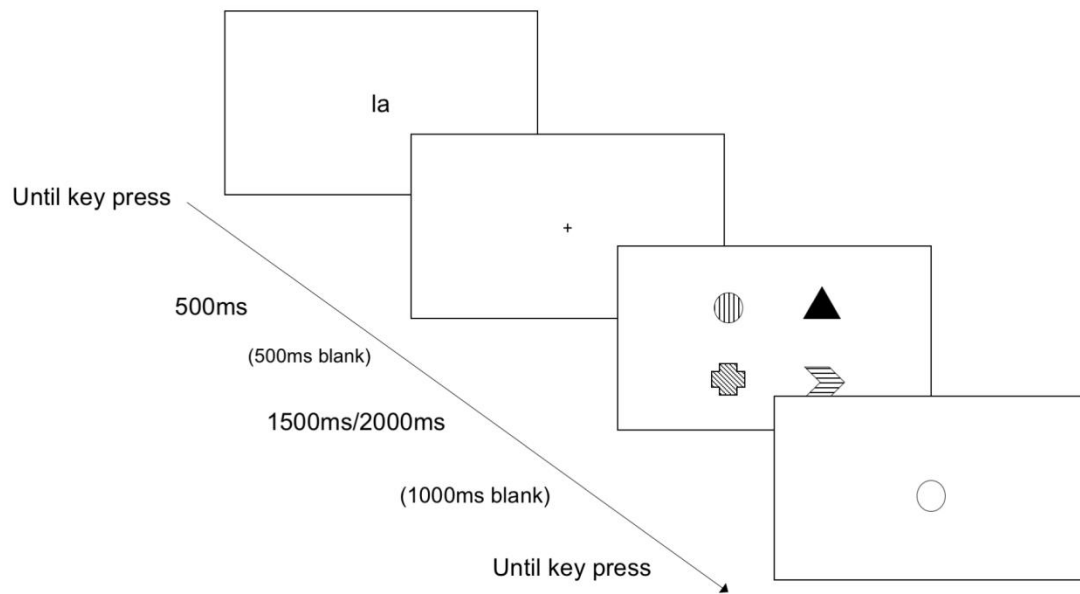 la
+
Until key press
500ms
(500ms blank)
1500ms/2000ms
(1000ms blank)
Until key press